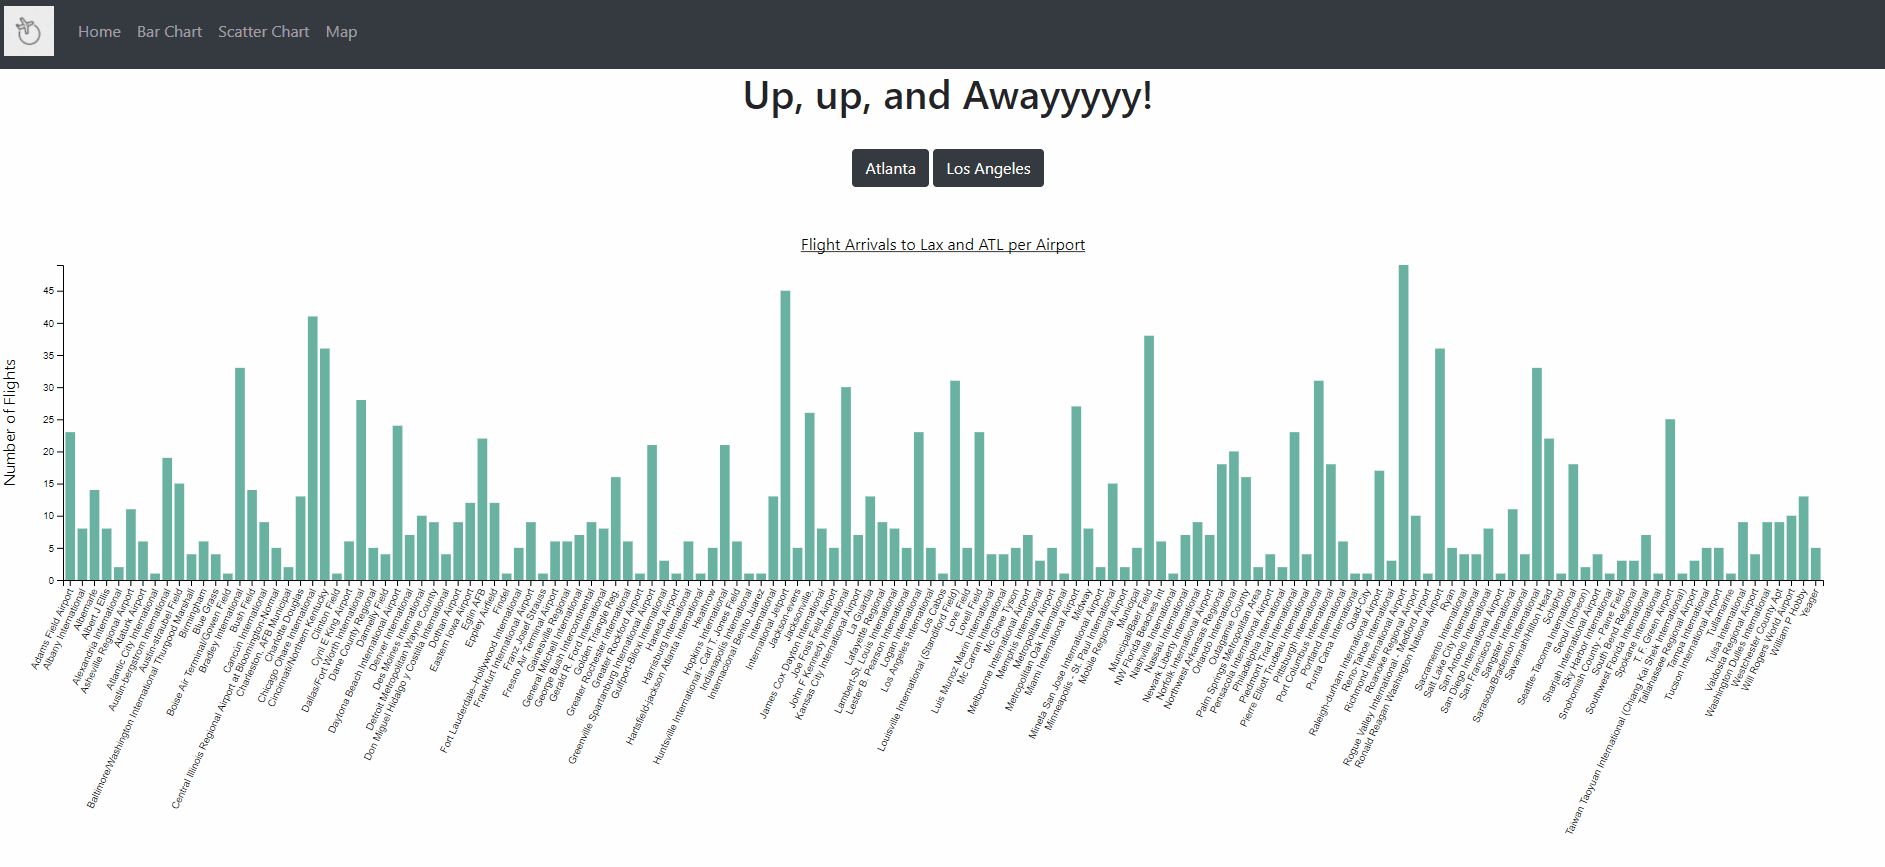 Home Bar Chart Scatter Chart Map
Up, up, and Awayyyyy!
Atlanta Los Angeles
Flight Arrivals to Lax and ATL per Airport
Number of Flights
45
40
35
30
25
20
15
10
5
0
Adams Field Airport
Albany International
Albemarle
Albert J Ellis
Alexandria International
Asheville Regional Airport
Ataturk Airport
Atlantic City International
Austin-bergstrom International
Austin-straubel Field
Baltimore/Washington International Thurgood Marshall
Birmingham
Blue Grass
Boise Air Terminal/Gowen Field
Bradley International
Bush Field
Cancún International
Central Illinois Regional Airport at Bloomington-Normal
Charleston, AFB Municipal
Charlotte Douglas
Chicago Ohare International
Cincinnati/Northern Kentucky
Clinton Field
Cyril E. King Airport
Dallas/Fort Worth International
Dane County Regional
Dannelly Field
Daytona Beach International Airport
Denver International
Des Moines International
Detroit Metropolitan Wayne County
Don Miguel Hidalgo y Costilla International
Dothan Airport
Eastern Iowa Airport
Eglin AFB
Eppley Airfield
Findel
Fort Lauderdale-Hollywood International
Frankfurt International Airport
Franz Josef Strauss
Fresno Air Terminal Airport
Gainesville Regional
General Mitchell International
George Bush Intercontinental
Gerald R. Ford International
Golden Triangle Reg.
Greater Rochester International
Greater Rockford Airport
Greenville Spartanburg International Airport
Gulfport-Biloxi International
Haneda Airport
Harrisburg International
Hartsfield-jackson Atlanta International
Heathrow
Hopkins International
Huntsville International - Carl T. Jones Field
Indianapolis International
International Benito Juarez
International
International Jetport
Jackson-evers
Jacksonville
James Cox Dayton International
Joe Foss Field Airport
John F Kennedy International
Kansas City International Airport
La Guardia
Lafayette Regional
Lambert-St. Louis International
Lester B. Pearson International
Logan International
Los Angeles International
Los Cabos
Louisville International (Standiford Field)
Love Field
Lovell Field
Luis Munoz Marin International
Mc Carren International
Mc Ghee Tyson
Melbourne International Airport
Memphis International
Metropolitan Airport
Metropolitan Oak International
Miami International Airport
Midway
Mineta San Jose International Airport
Minneapolis - St. Paul International
Mobile Regional Airport
Municipal
Municipal/Baer Field
NW Florida Beaches Int
Nashville International
Nassau International
Newark Liberty International
Norfolk International Airport
Northwest Arkansas Regional
Orlando International
Outagamie County
Palm Springs Metropolitan Area
Pensacola International Airport
Philadelphia International
Piedmont Triad International
Pierre Elliott Trudeau International
Pittsburgh International
Port Columbus International
Portland International
Punta Cana International
Quad-City
Raleigh-durham International Airport
Reno-Tahoe International
Richmond International Airport
Roanoke Regional
Rogue Valley International - Medford Airport
Ronald Reagan Washington National Airport
Ryan
Sacramento International
Salt Lake City International
San Antonio International
San Diego International Airport
San Francisco International
Sangster International
Sarasota/Bradenton International
Savannah/Hilton Head
Schiphol
Seattle-Tacoma International
Seoul (Incheon)
Sharjah International Airport
Sky Harbor International
Snohomish County - Paine Field
South Bend Regional
Southwest Florida International
Spokane International
T. F. Green Airport
Taiwan Taoyuan International (Chiang Kai Shek International)
Tallahassee Regional Airport
Tampa International
Tucson International Airport
Tullamarine
Tulsa International
Valdosta Regional Airport
Washington Dulles International
Westchester County Arpt
Will Rogers World Airport
William P Hobby
Yeager